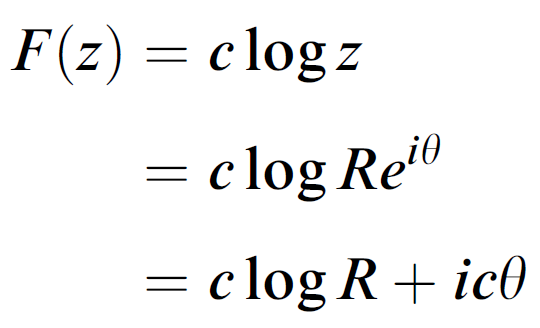 F(z) = c log z
= c log Re^{iθ}
= c log R + icθ